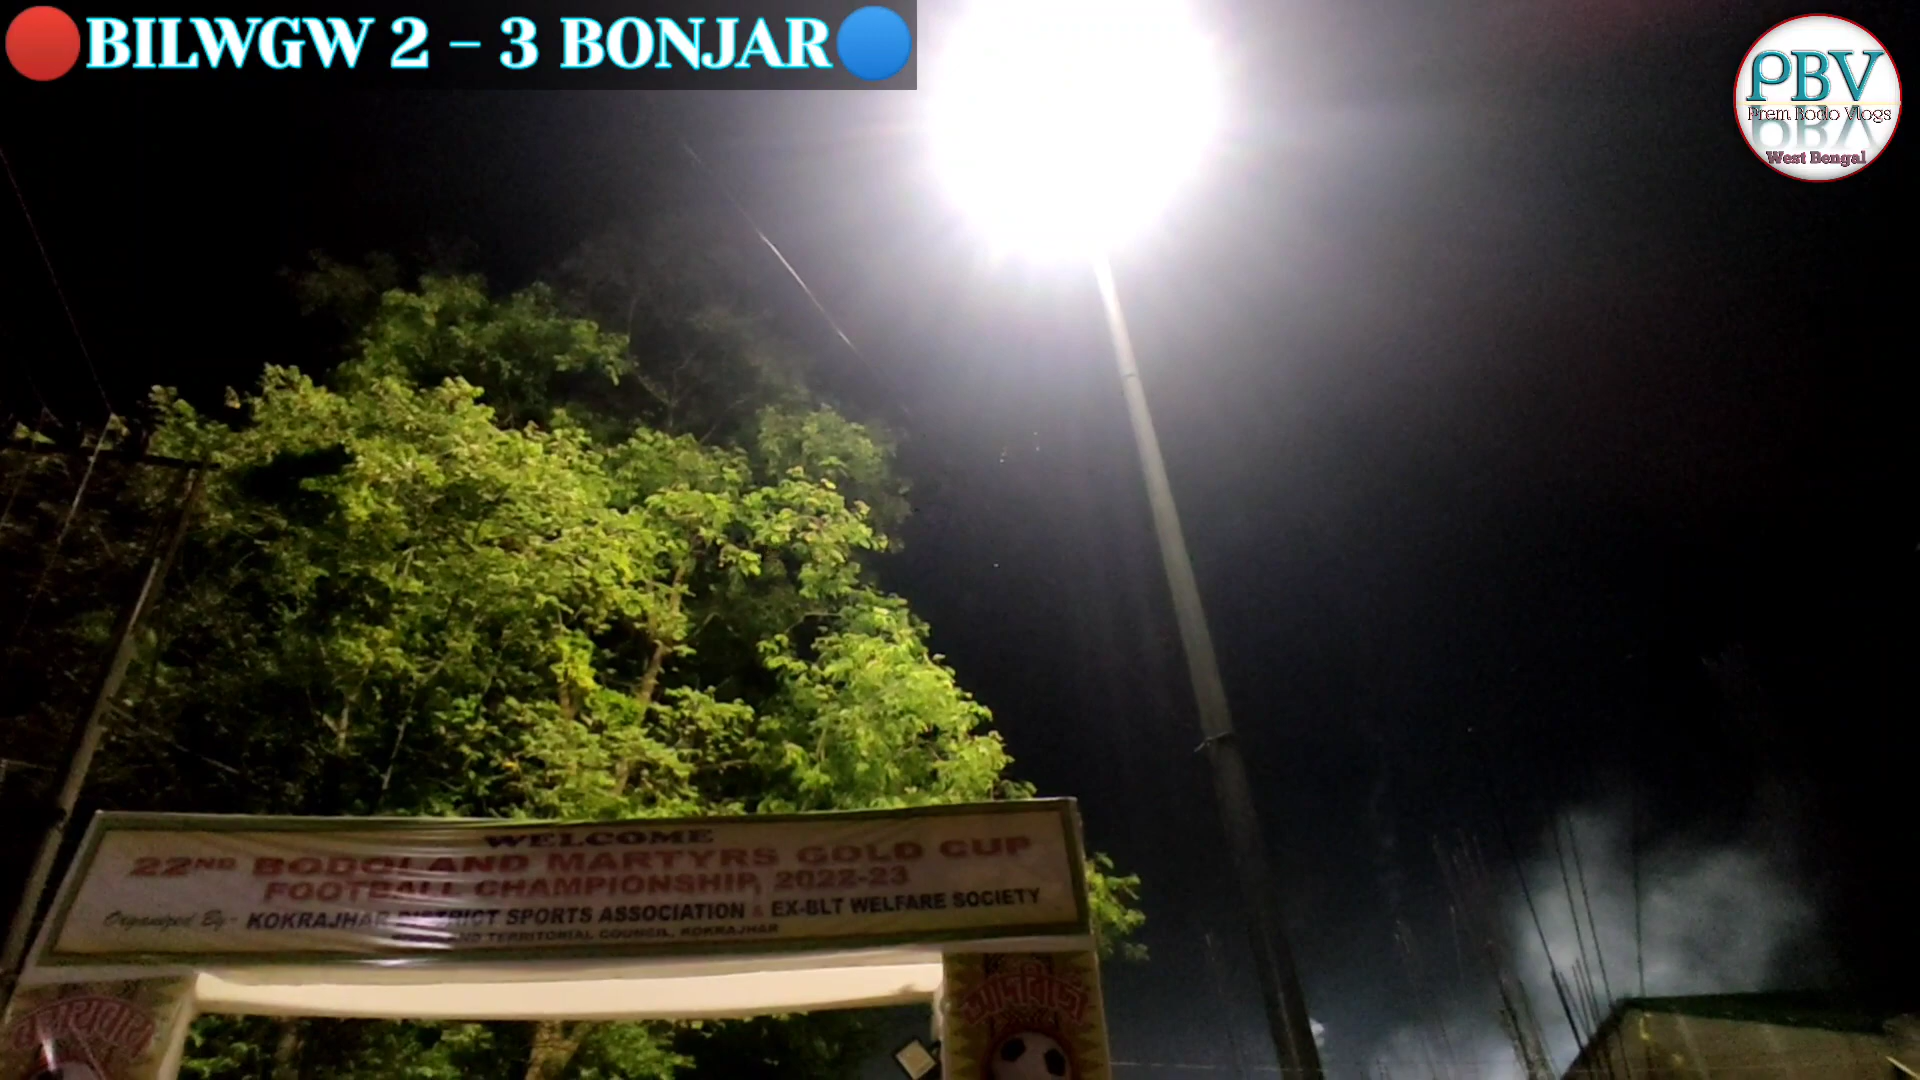 🔴BILWGW 2 – 3 BONJAR🔵
PBV
Prem Bodo Vlogs
West Bengal
WELCOME
22ND BODOLAND MARTYRS GOLD CUP
FOOTBALL CHAMPIONSHIP, 2022-23
Organized By:- KOKRAJHAR DISTRICT SPORTS ASSOCIATION & EX-BLT WELFARE SOCIETY
TERRITORIAL COUNCIL, KOKRAJHAR